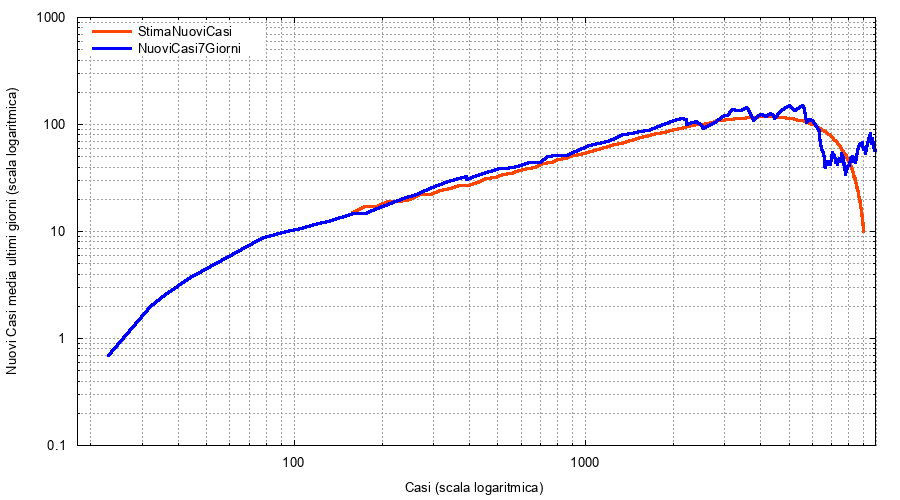 1000
StimaNuoviCasi
NuoviCasi7Giorni
100
10
1
0.1
Nuovi Casi media ultimi giorni (scala logaritmica)
100
1000
Casi (scala logaritmica)